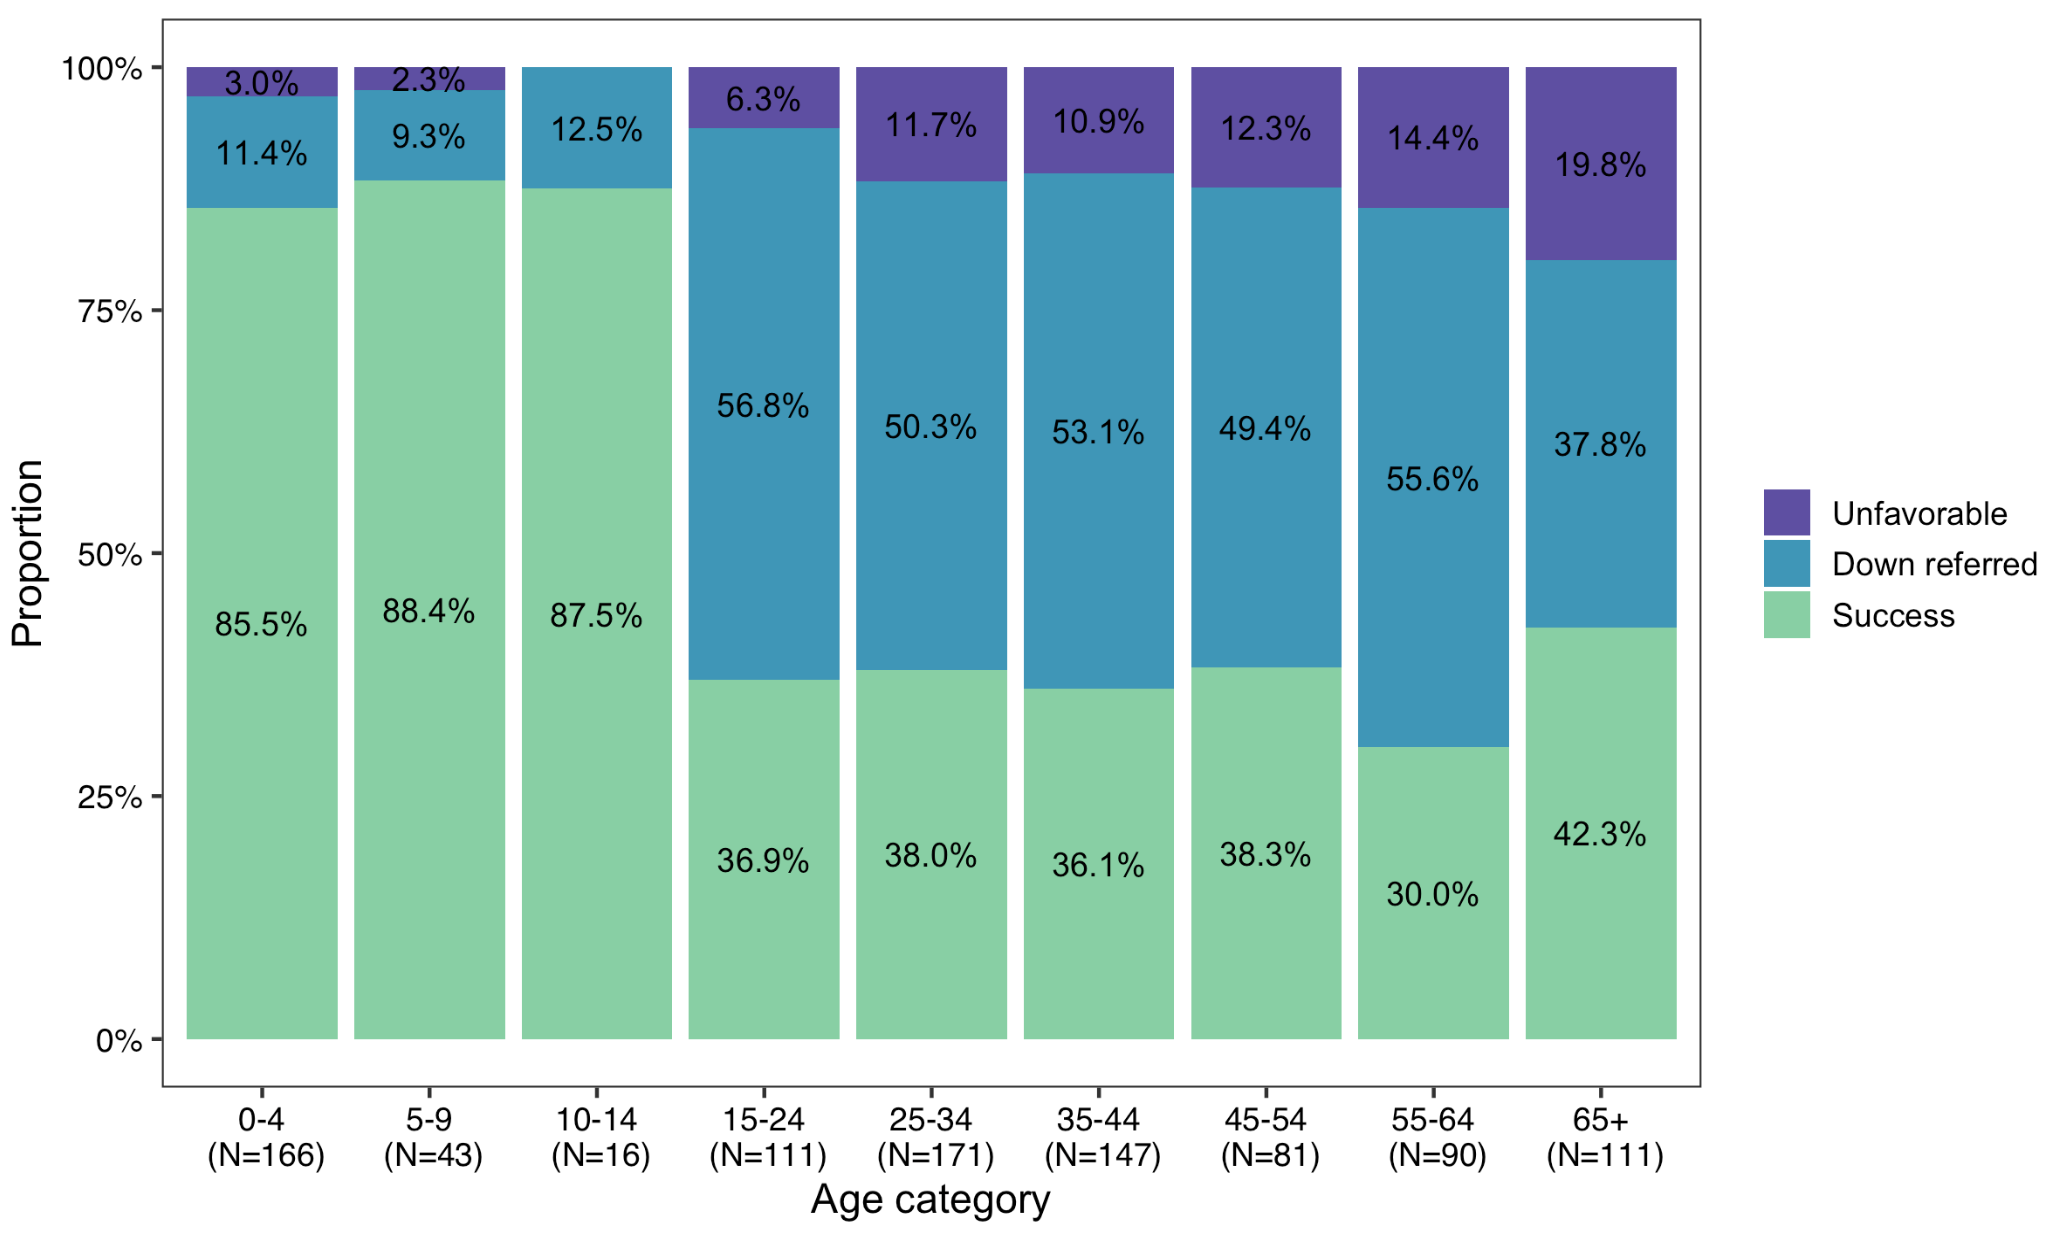 100%
75%
50%
25%
0%
Proportion
3.0%
11.4%
85.5%
2.3%
9.3%
88.4%
12.5%
87.5%
6.3%
56.8%
36.9%
11.7%
50.3%
38.0%
10.9%
53.1%
36.1%
12.3%
49.4%
38.3%
14.4%
55.6%
30.0%
19.8%
37.8%
42.3%
0-4
(N=166)
5-9
(N=43)
10-14
(N=16)
15-24
(N=111)
25-34
(N=171)
35-44
(N=147)
45-54
(N=81)
55-64
(N=90)
65+
(N=111)
Age category
Unfavorable
Down referred
Success